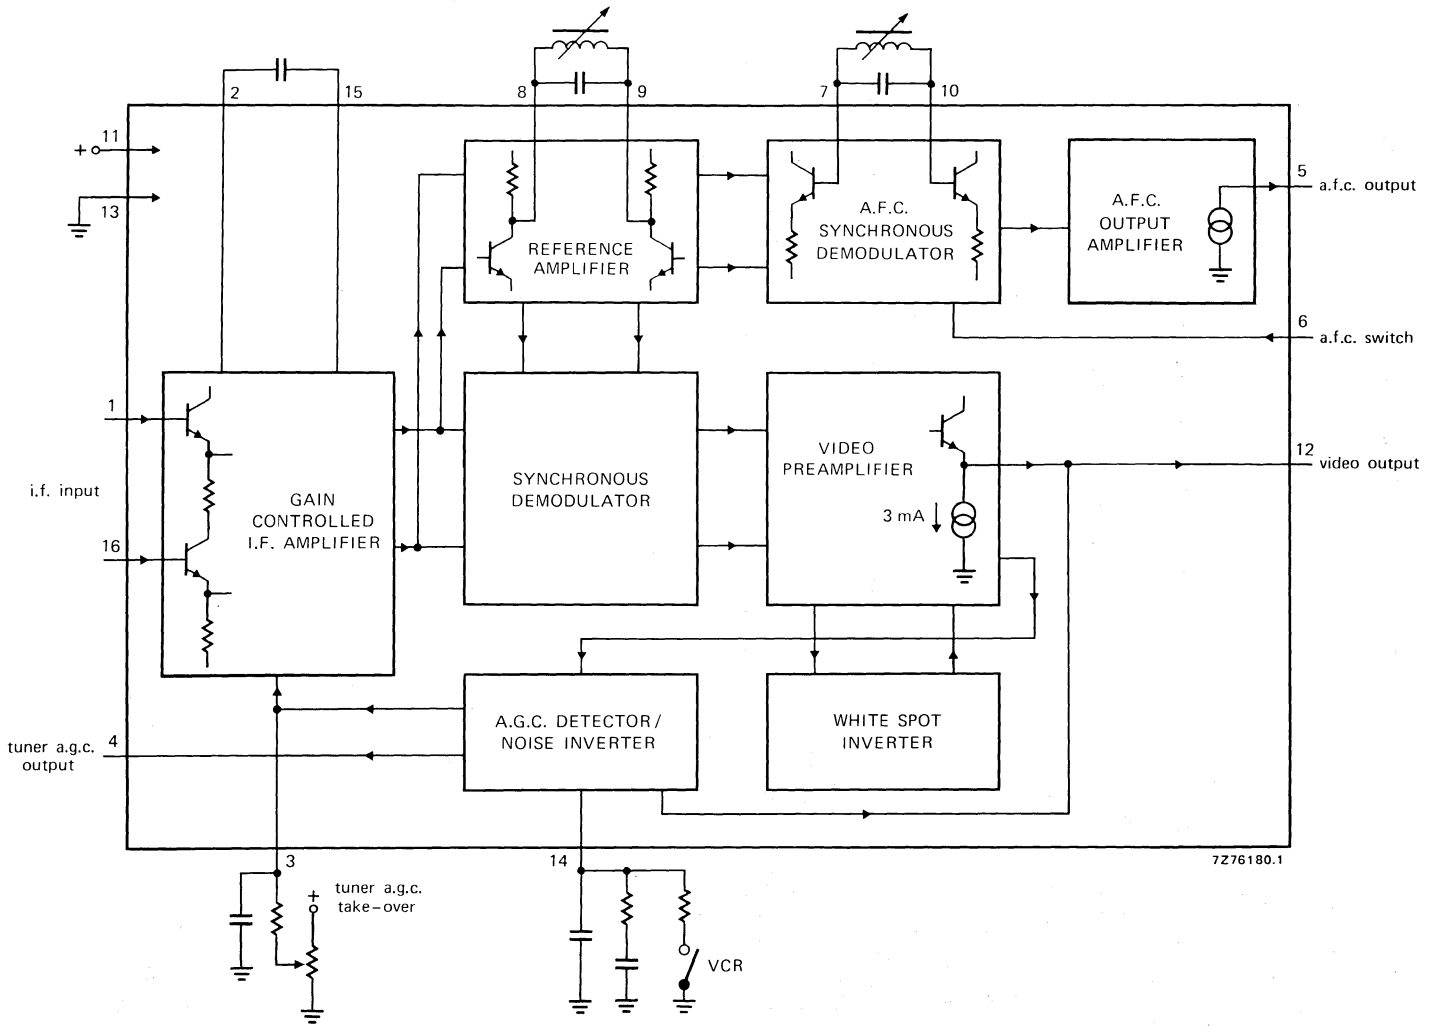 2
15
8
9
7
10
11
+
13
REFERENCE
AMPLIFIER
A.F.C.
SYNCHRONOUS
DEMODULATOR
A.F.C.
OUTPUT
AMPLIFIER
5
a.f.c. output
6
a.f.c. switch
1
i.f. input
16
GAIN
CONTROLLED
I.F. AMPLIFIER
SYNCHRONOUS
DEMODULATOR
VIDEO
PREAMPLIFIER
3 mA
12
video output
tuner a.g.c.
output
4
A.G.C. DETECTOR/
NOISE INVERTER
WHITE SPOT
INVERTER
3
14
7Z76180.1
+
tuner a.g.c.
take-over
VCR